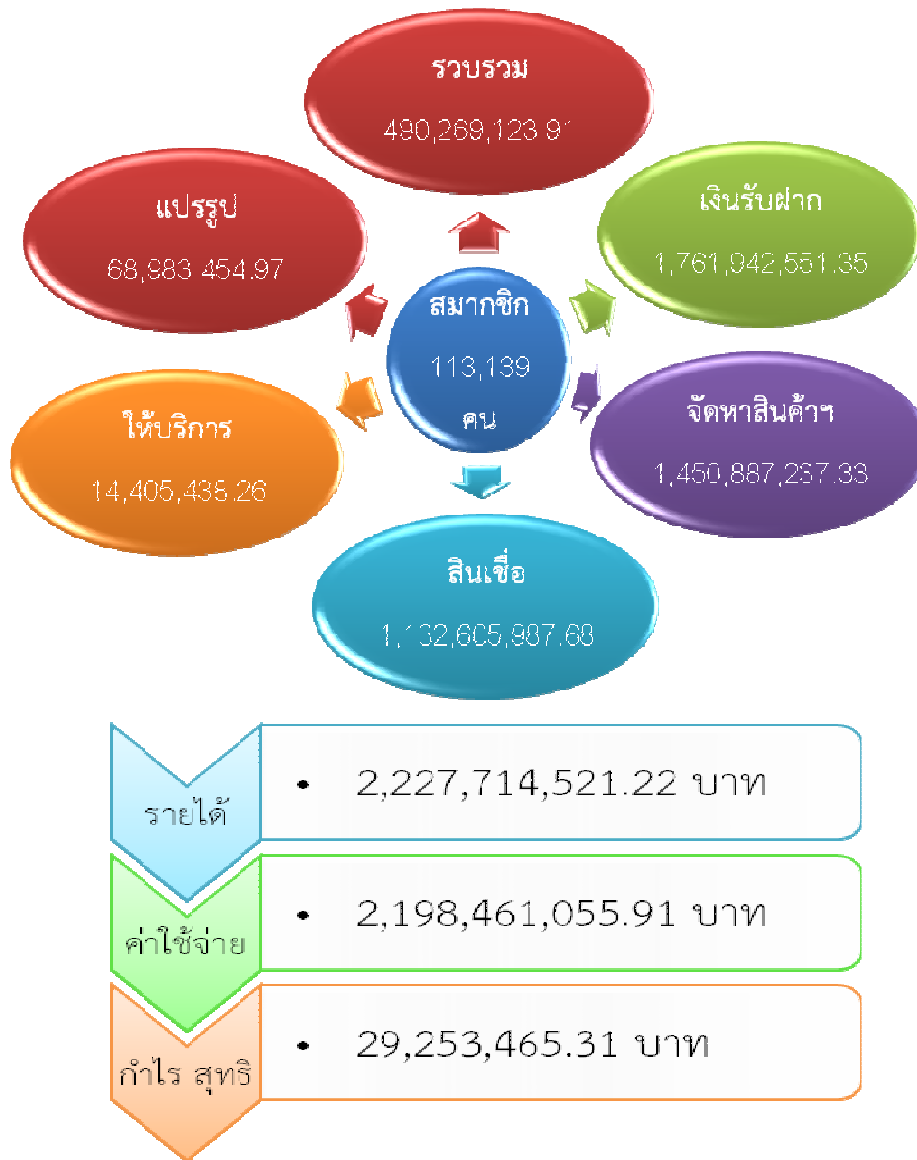 รวบรวม
490,269,123.91
แปรรูป
68,983,454.97
เงินรับฝาก
1,761,942,551.35
สมาชิก
113,139
คน
ให้บริการ
14,405,438.26
จัดหาสินค้าฯ
1,450,887,237.33
สินเชื่อ
1,132,605,987.68
รายได้
• 2,227,714,521.22 บาท
ค่าใช้จ่าย
• 2,198,461,055.91 บาท
กำไร สุทธิ
• 29,253,465.31 บาท